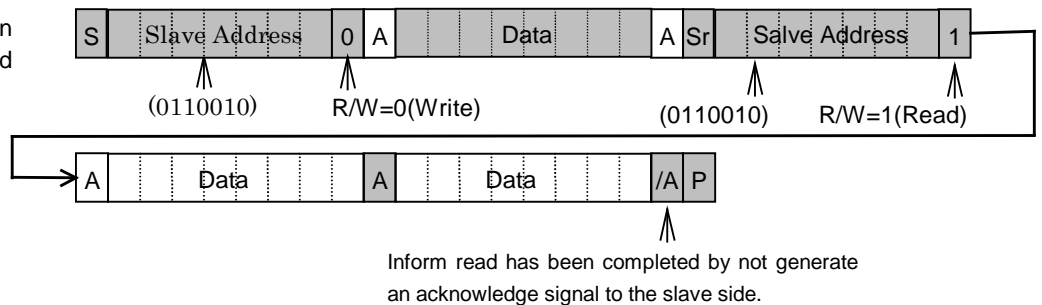 n
d
S Slave Address 0 A Data A Sr Salve Address 1
(0110010) R/W=0(Write) (0110010) R/W=1(Read)
A Data A Data /A P
Inform read has been completed by not generate
an acknowledge signal to the slave side.